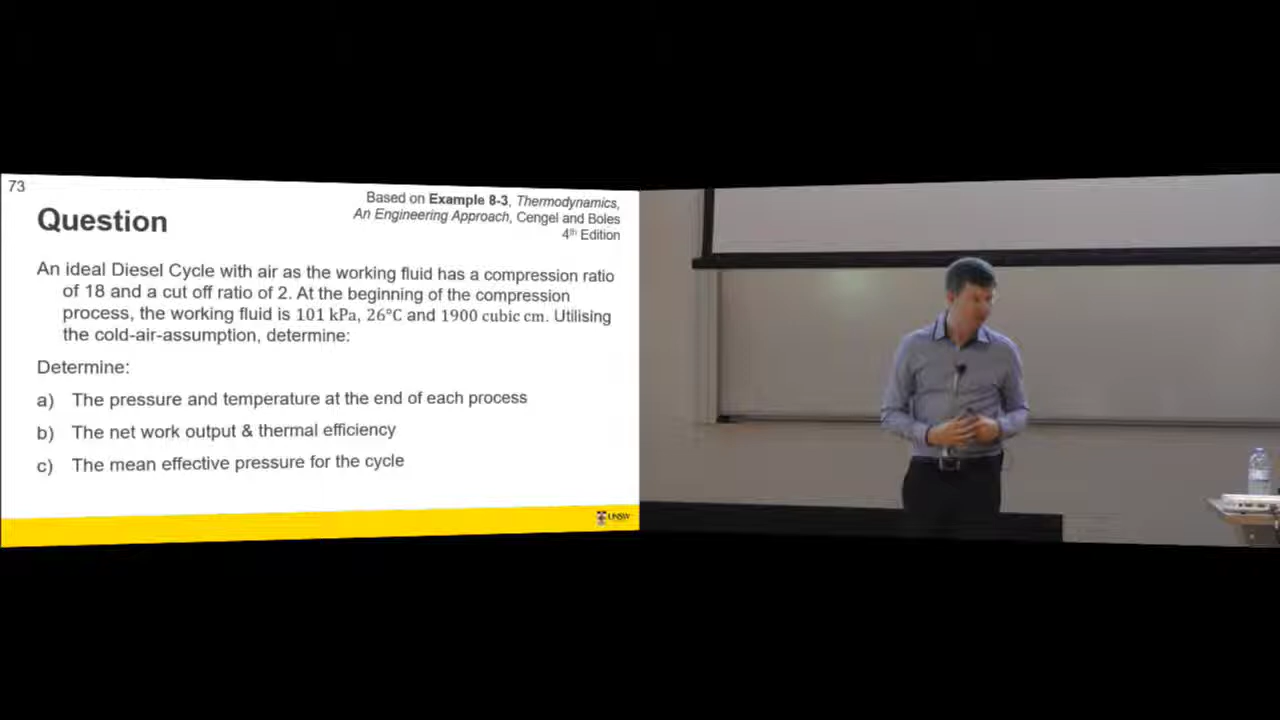 73
Based on Example 8-3, Thermodynamics,
An Engineering Approach, Cengel and Boles
4th Edition
Question
An ideal Diesel Cycle with air as the working fluid has a compression ratio
of 18 and a cut off ratio of 2. At the beginning of the compression
process, the working fluid is 101 kPa, 26°C and 1900 cubic cm. Utilising
the cold-air-assumption, determine:
Determine:
a) The pressure and temperature at the end of each process
b) The net work output & thermal efficiency
c) The mean effective pressure for the cycle
UNSW